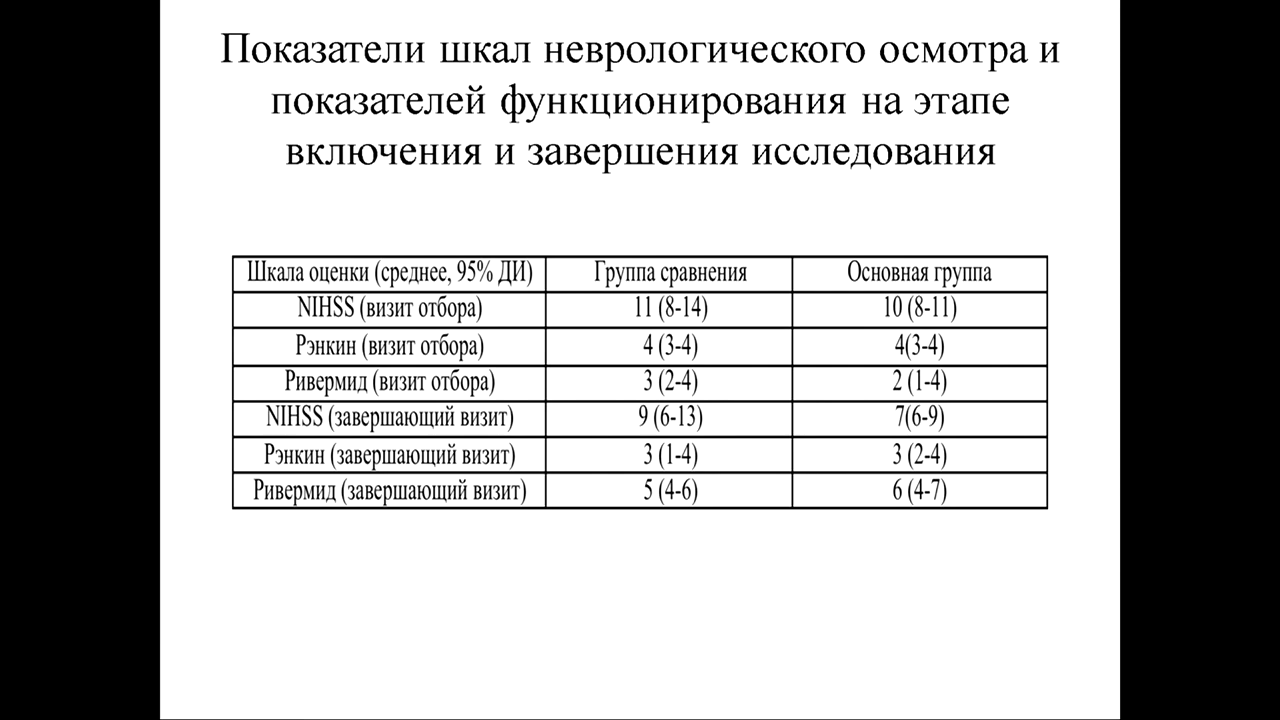 Показатели шкал неврологического осмотра и
показателей функционирования на этапе
включения и завершения исследования
Шкала оценки (среднее, 95% ДИ) Группа сравнения Основная группа
NIHSS (визит отбора) 11 (8-14) 10 (8-11)
Рэнкин (визит отбора) 4 (3-4) 4(3-4)
Ривермид (визит отбора) 3 (2-4) 2 (1-4)
NIHSS (завершающий визит) 9 (6-13) 7(6-9)
Рэнкин (завершающий визит) 3 (1-4) 3 (2-4)
Ривермид (завершающий визит) 5 (4-6) 6 (4-7)